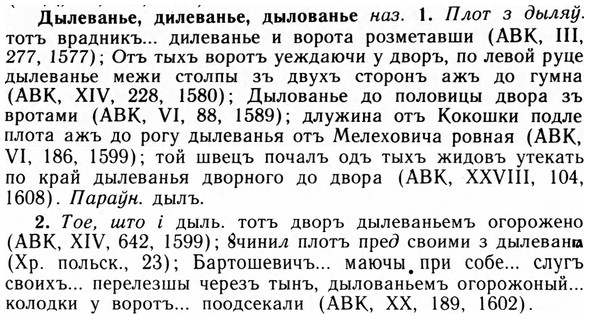 Дылеванье, дилеванье, дылованье наз. 1. Плот з дыляў.
тотъ врадникъ... дилеванье и ворота розметавши (АВК, III,
277, 1577); Отъ тыхъ воротъ уеждаючи у дворъ, по левой руце
дылеванье межи столпы зъ двухъ сторонъ ажъ до гумна
(АВК, XIV, 228, 1580); Дылованье до половицы двора зъ
вротами (АВК, VI, 88, 1589); длужина отъ Кокошки подле
плота ажъ до рогу дылеванья отъ Мелеховича ровная (АВК,
VI, 186, 1599); той швецъ почалъ одъ тыхъ жидовъ утекать
по край дылеванья дворного до двора (АВК, XXVIII, 104,
1608). Параўн. дылъ.
2. Тое, што і дыль. тотъ дворъ дылеваньемъ огорожено
(АВК, XIV, 642, 1599); 8чинил плотъ пред своими з дылевана
(Хр. польск., 23); Бартошевичъ... маючы при собе... слугъ
своихъ... перелезшы черезъ тынъ, дылованьемъ огорожоный...
колодки у воротъ... поодсекали (АВК, XX, 189, 1602).